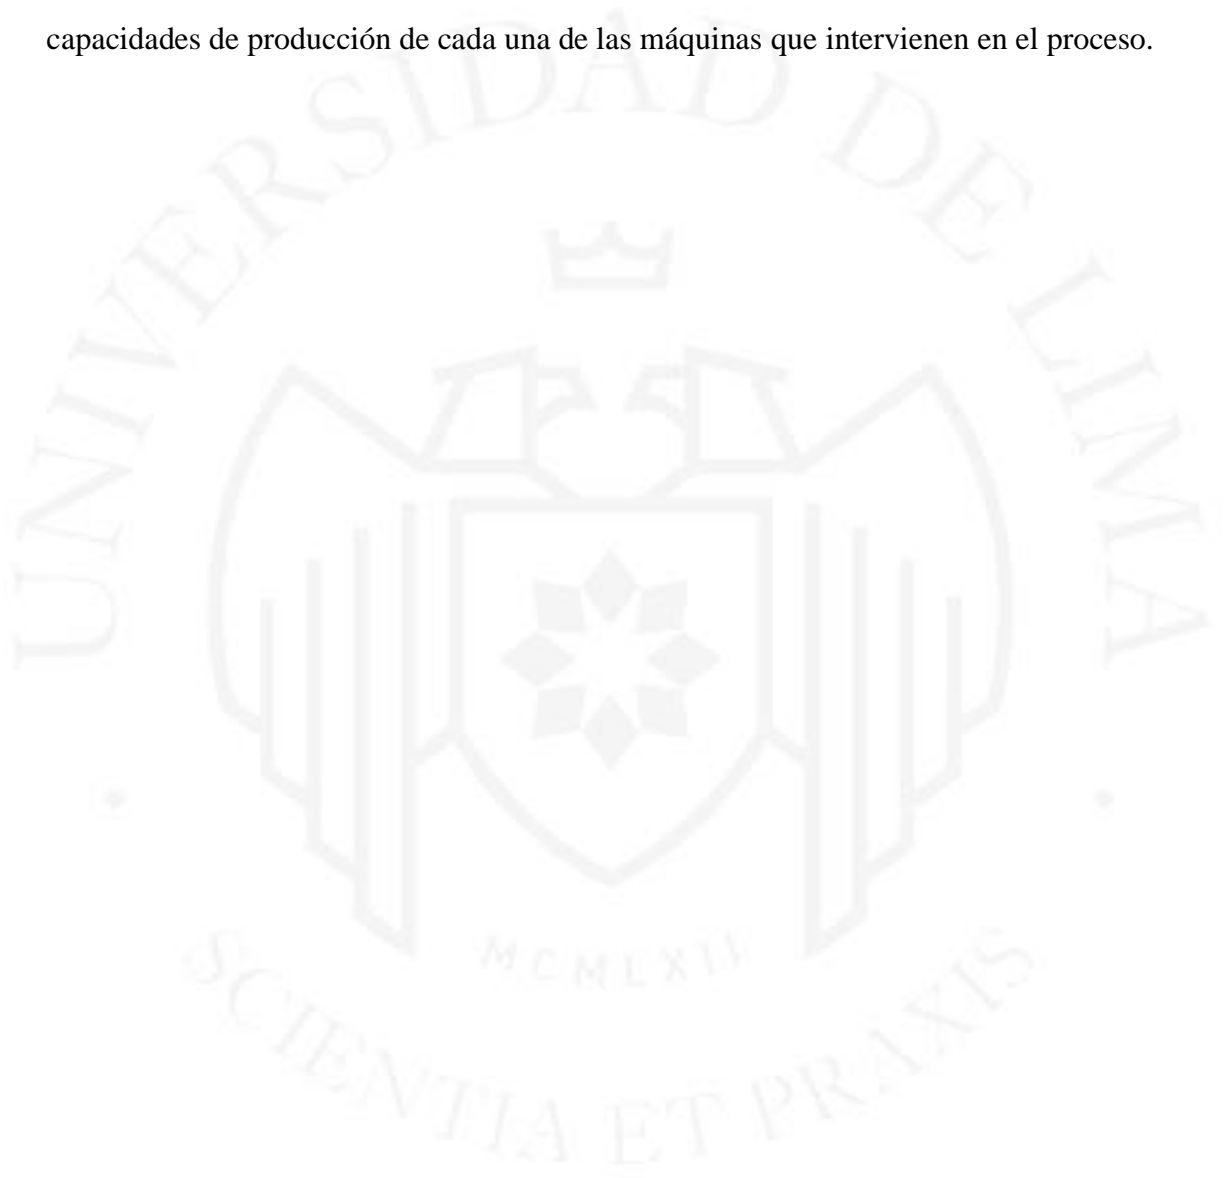 capacidades de producción de cada una de las máquinas que intervienen en el proceso.
UNIVERSIDAD DE LIMA
MCMLXII
SCIENTIA ET PRAXIS